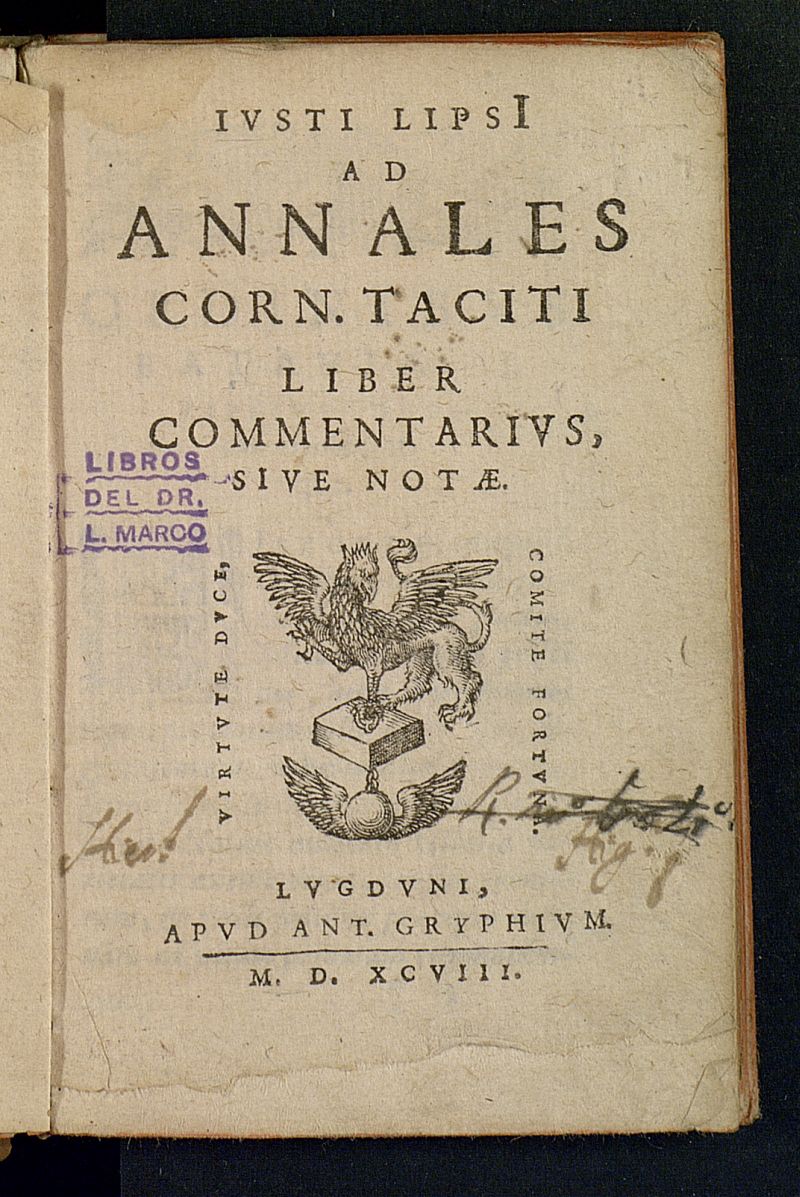 IVSTI LIPSI
AD
ANNALES
CORN. TACITI
LIBER
COMMENTARIVS,
SIVE NOTÆ.
LIBROS
DEL DR.
L. MARCO
VIRTVTE DVCE,
COMITE FORTVNA.
LVGDVNI,
APVD ANT. GRYPHIVM.
M. D. XCVIII.